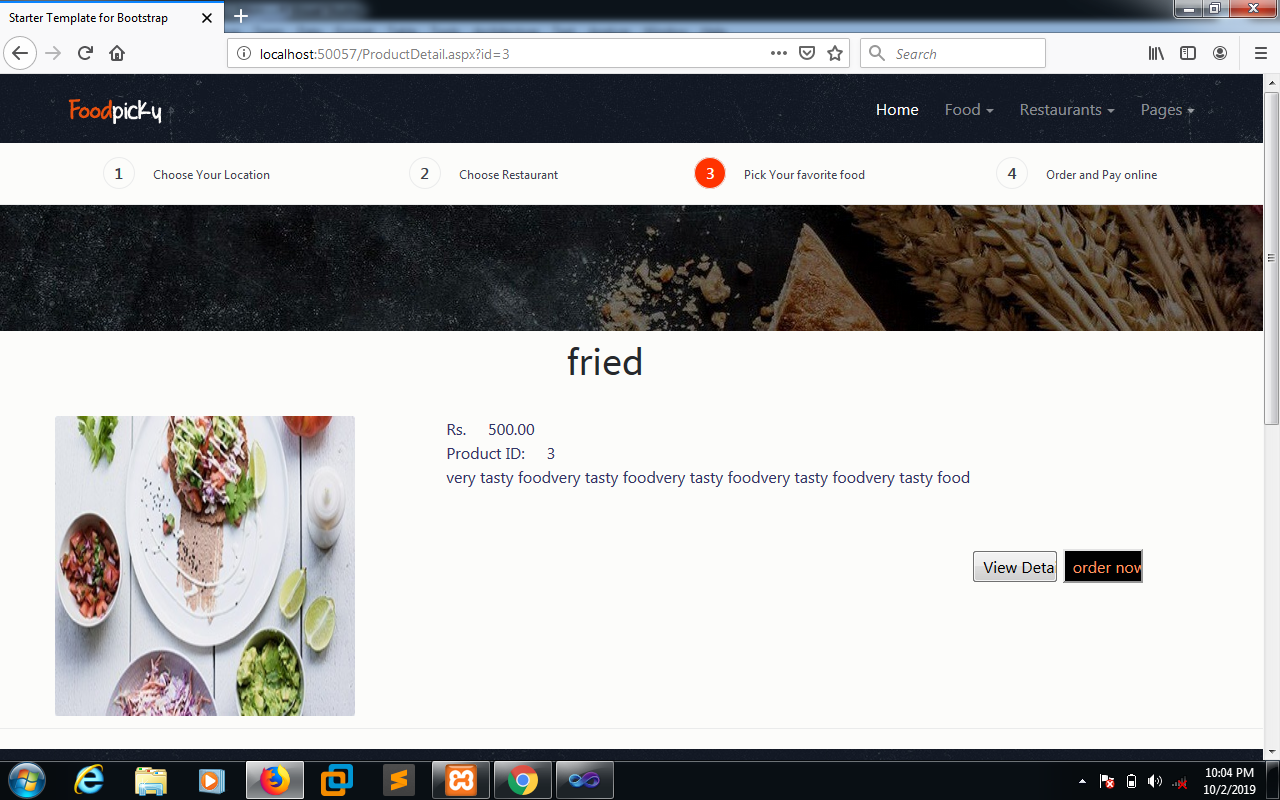 Starter Template for Bootstrap
localhost:50057/ProductDetail.aspx?id=3
Search
Foodpicky
Home Food Restaurants Pages
1 Choose Your Location 2 Choose Restaurant 3 Pick Your favorite food 4 Order and Pay online
fried
Rs. 500.00
Product ID: 3
very tasty foodvery tasty foodvery tasty foodvery tasty foodvery tasty food
View Deta order now
10:04 PM
10/2/2019